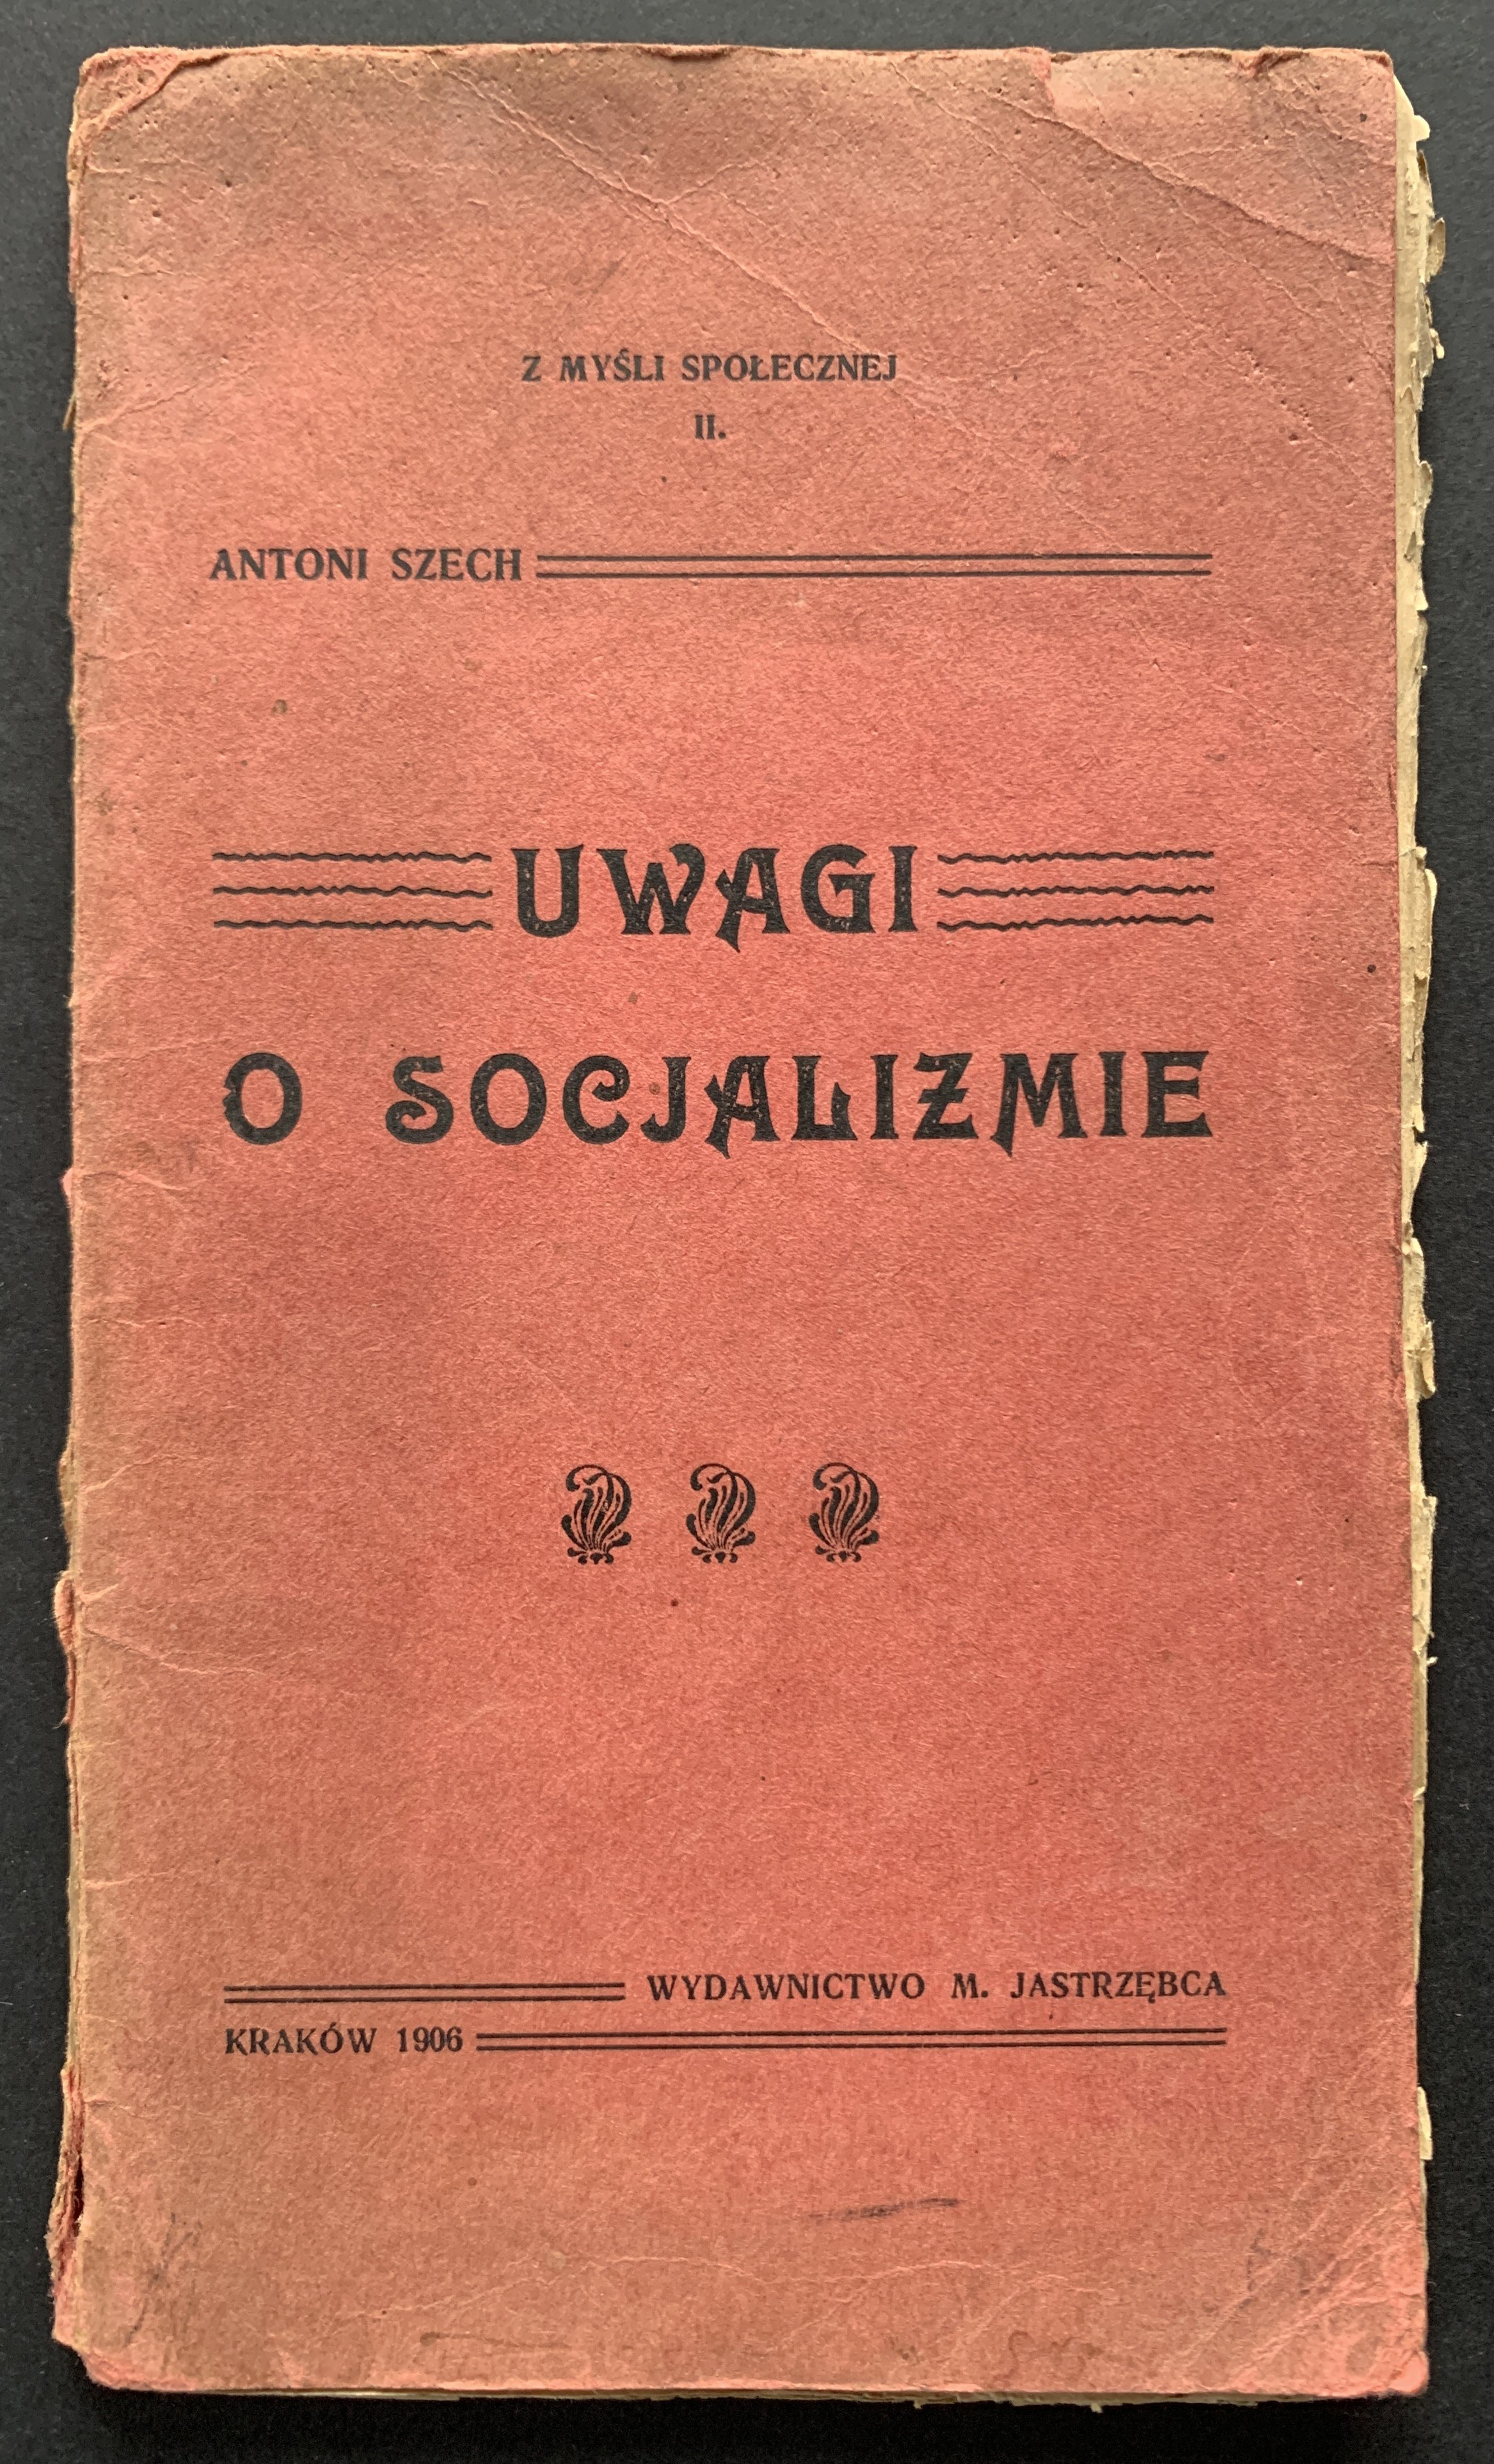 Z MYŚLI SPOŁECZNEJ
II.
ANTONI SZECH
UWAGI
O SOCJALIZMIE
WYDAWNICTWO M. JASTRZĘBCA
KRAKÓW 1906